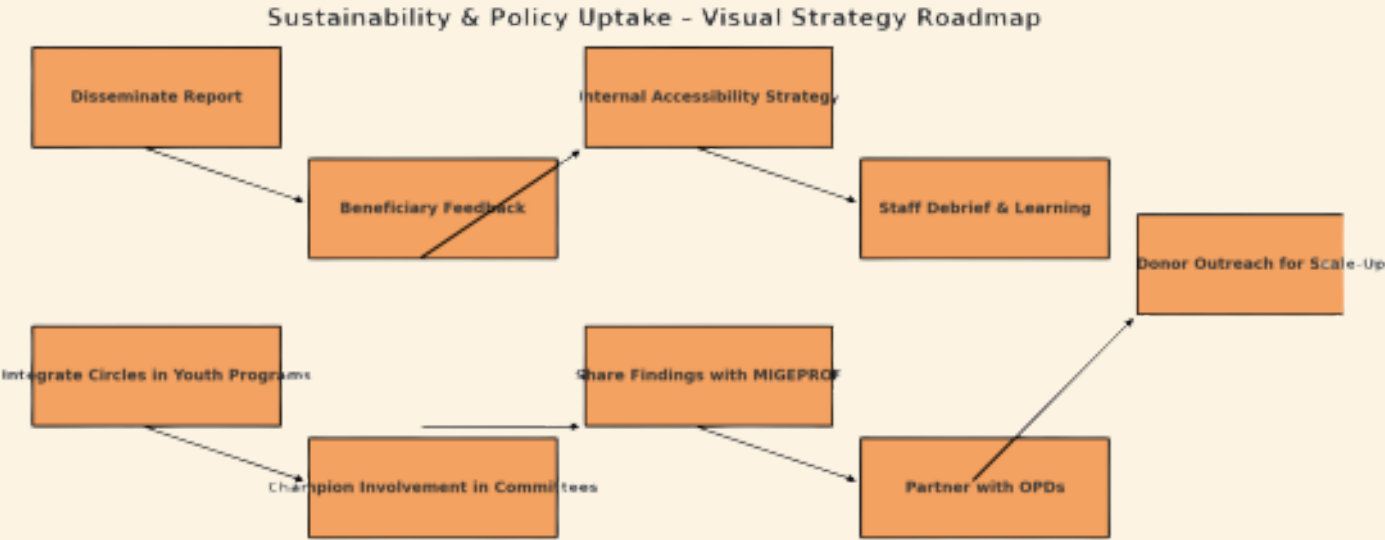 Sustainability & Policy Uptake - Visual Strategy Roadmap
Disseminate Report
Internal Accessibility Strategy
Beneficiary Feedback
Staff Debrief & Learning
Donor Outreach for Scale-Up
Integrate Circles in Youth Programs
Share Findings with MIGEPROF
Champion Involvement in Committees
Partner with OPDs